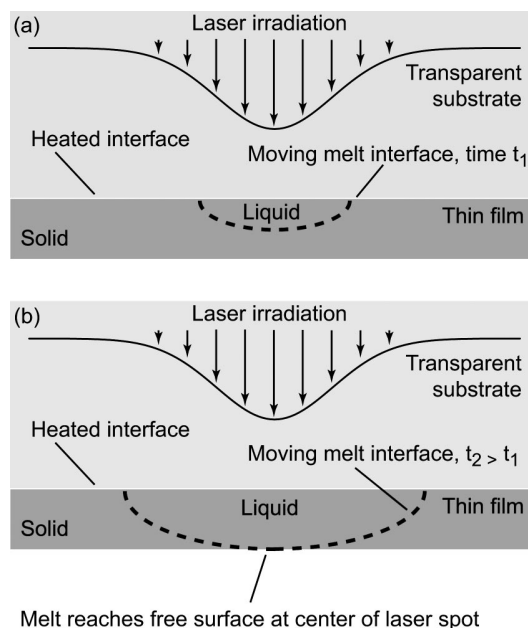 (a)
Laser irradiation
Transparent
substrate
Heated interface
Moving melt interface, time t1
Liquid
Thin film
Solid
(b)
Laser irradiation
Transparent
substrate
Heated interface
Moving melt interface, t2 > t1
Liquid
Thin film
Solid
Melt reaches free surface at center of laser spot